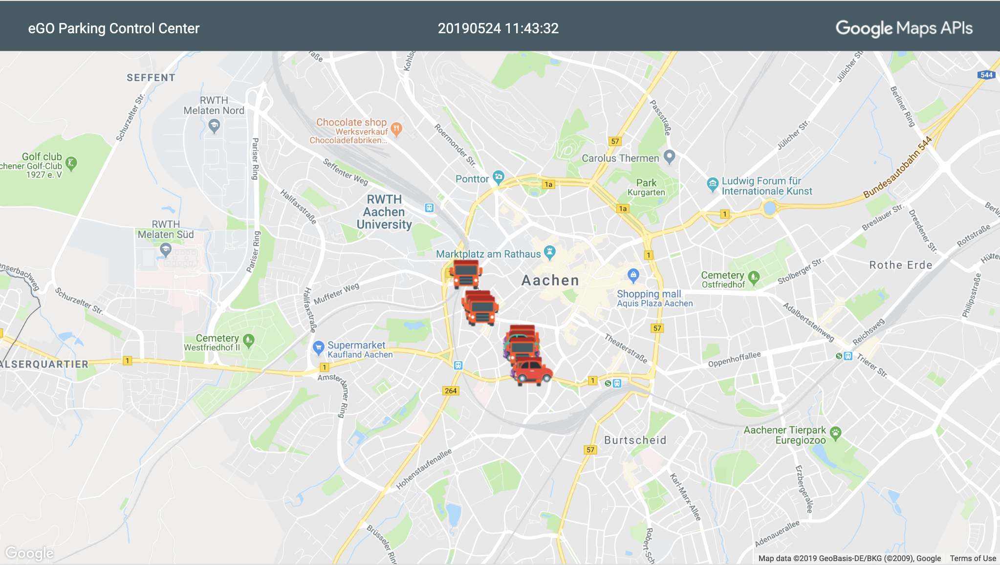 eGO Parking Control Center
20190524 11:43:32
Google Maps APIs
SEFFENT
RWTH
Melaten Nord
Schurzelter Str.
Pariser Ring
Chocolate shop
Werksverkauf
Chocoladefabriken...
Roermonder Str.
Seffenter Weg
Passstraße
Jülicher Str.
Jülicher Str.
Berliner Ring
544
Bundesautobahn 544
Golf club
chener Golf-Club
1927 e. V
57
Carolus Thermen
Ponttor
1a
Park
Kurgarten
Ludwig Forum für
Internationale Kunst
Halifaxstraße
RWTH
Aachen
University
1a
1
Breslauer Str.
Dresdener Str.
Rottstraße
RWTH
Melaten Süd
Pariser Ring
Marktplatz am Rathaus
1
Aachen
Cemetery
Ostfriedhof
Stolberger Str.
Rothe Erde
Shopping mall
Aquis Plaza Aachen
Schurzelter Str.
Halifaxstraße
Muffeter Weg
Adalbertsteinweg
Philipsstraße
Reichsweg
57
Theaterstraße
Cemetery
Westfriedhof II
Supermarket
Kaufland Aachen
Oppenhoffallee
S
Trierer Str.
ALSERQUARTIER
1
1
Amsterdamer Ring
264
1
S
Burtscheid
57
Aachener Tierpark
Euregiozoo
Hohenstaufenallee
Karl-Marx-Allee
Erzbergerallee
Brüsseler Ring
Adenauerallee
Robert-Sch
Google
Map data ©2019 GeoBasis-DE/BKG (©2009), Google
Terms of Use